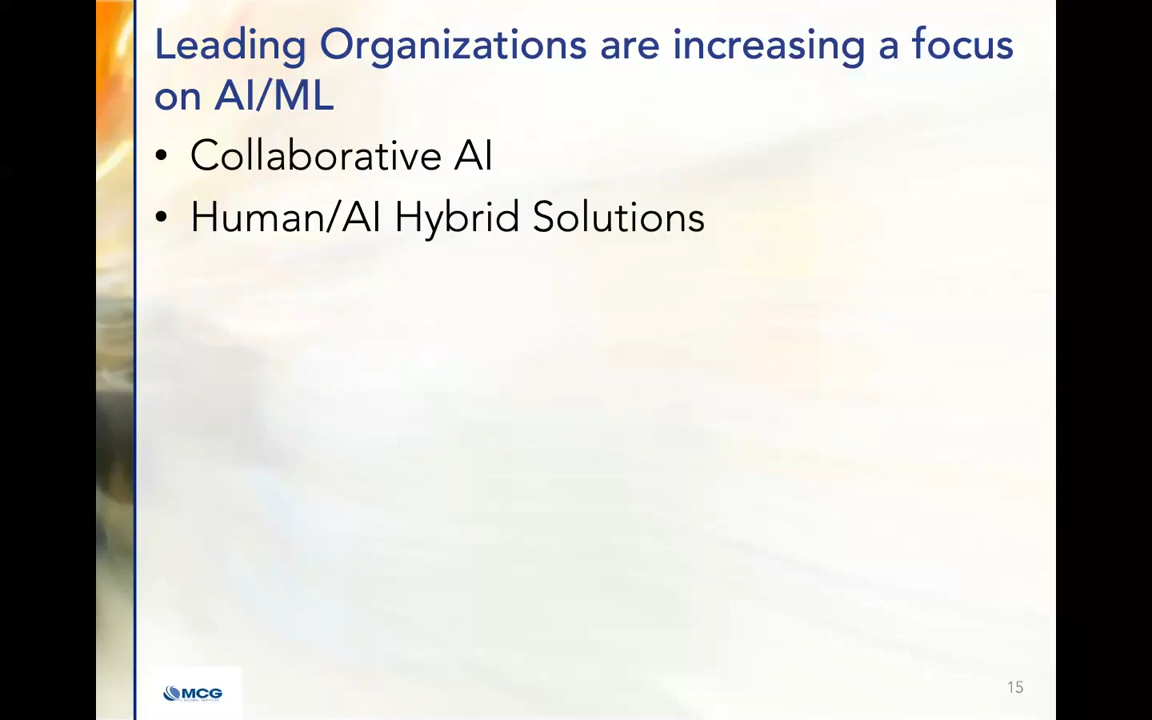 Leading Organizations are increasing a focus
on AI/ML
• Collaborative AI
• Human/AI Hybrid Solutions
MCG
15